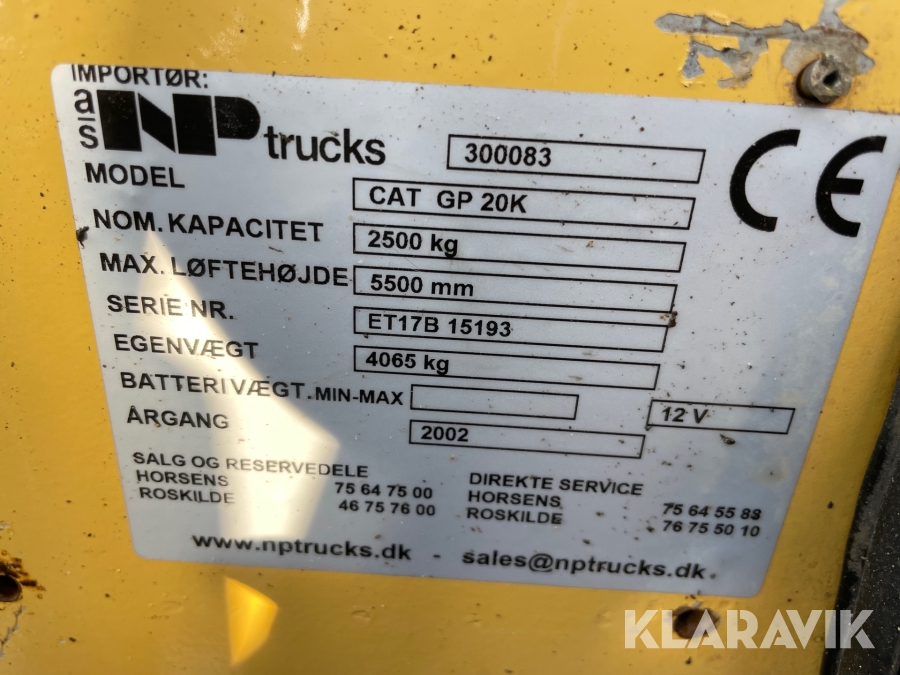 IMPORTØR:
a/s NP trucks 300083
MODEL CAT GP 20K
NOM. KAPACITET 2500 kg
MAX. LØFTEHØJDE 5500 mm
SERIE NR. ET17B 15193
EGENVÆGT 4065 kg
BATTERIVÆGT. MIN-MAX 12 V
ARGANG 2002
SALG OG RESERVEDELE
HORSENS 75 64 75 00
ROSKILDE 46 75 76 00
DIREKTE SERVICE
HORSENS 75 64 55 83
ROSKILDE 76 75 50 10
www.nptrucks.dk - sales@nptrucks.dk
CE
KLARAVIK